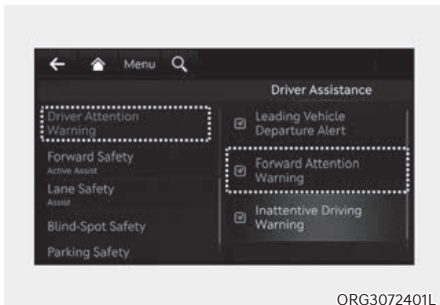 Menu
Driver Assistance
Driver Attention
Warning
Forward Safety
Active Assist
Lane Safety
Assist
Blind-Spot Safety
Parking Safety
Leading Vehicle
Departure Alert
Forward Attention
Warning
Inattentive Driving
Warning
ORG3072401L